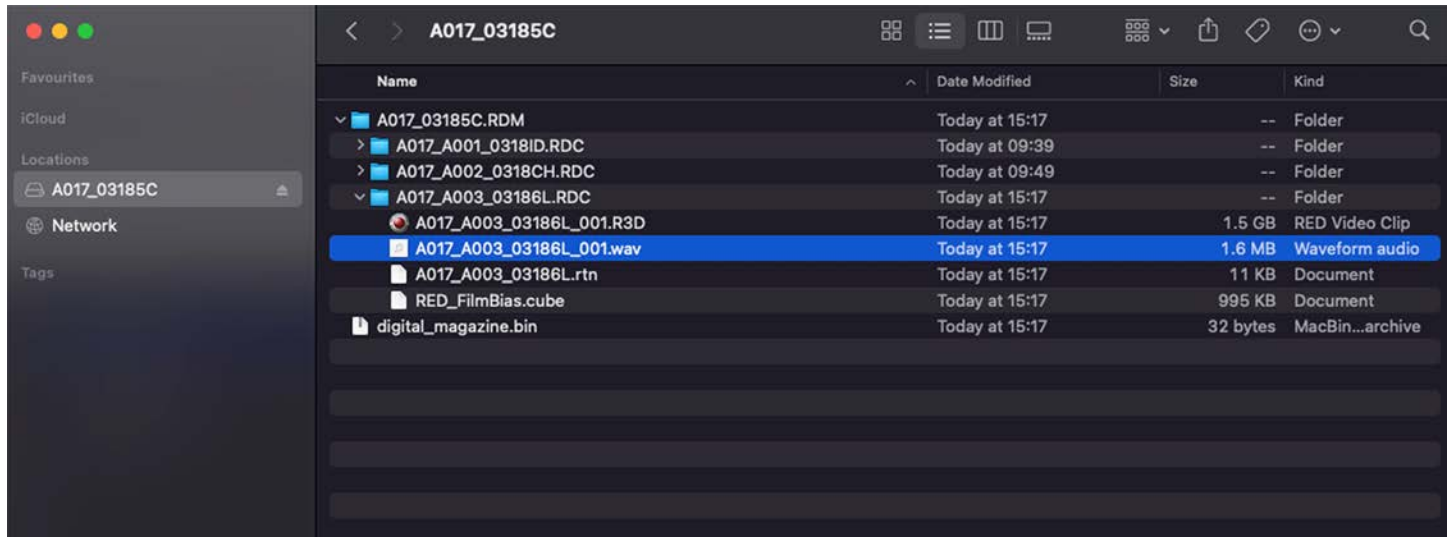 A017_03185C
Favourites
iCloud
Locations
A017_03185C
Network
Tags
Name Date Modified Size Kind
A017_03185C.RDM Today at 15:17 -- Folder
A017_A001_0318ID.RDC Today at 09:39 -- Folder
A017_A002_0318CH.RDC Today at 09:49 -- Folder
A017_A003_03186L.RDC Today at 15:17 -- Folder
A017_A003_03186L_001.R3D Today at 15:17 1.5 GB RED Video Clip
A017_A003_03186L_001.wav Today at 15:17 1.6 MB Waveform audio
A017_A003_03186L.rtn Today at 15:17 11 KB Document
RED_FilmBias.cube Today at 15:17 995 KB Document
digital_magazine.bin Today at 15:17 32 bytes MacBin...archive